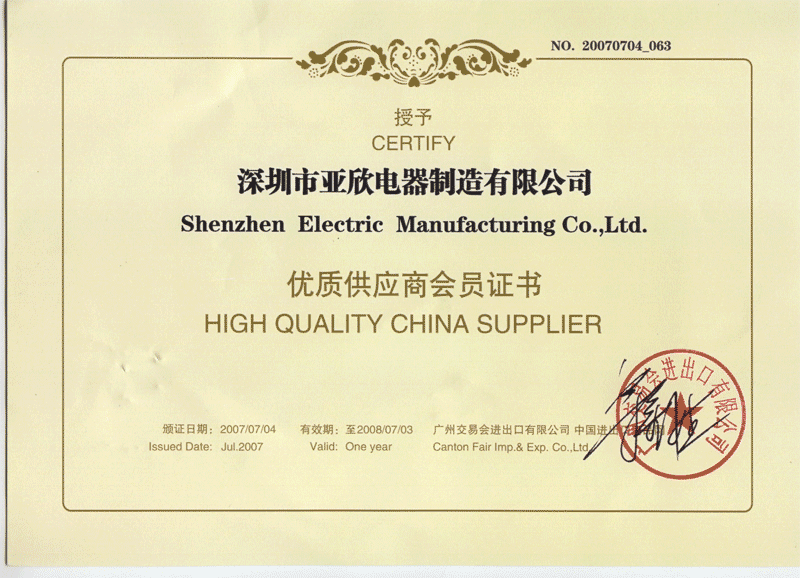 NO. 20070704_063
授予
CERTIFY
深圳市亚欣电器制造有限公司
Shenzhen Electric Manufacturing Co.,Ltd.
优质供应商会员证书
HIGH QUALITY CHINA SUPPLIER
颁证日期：2007/07/04 有效期：至2008/07/03 广州交易会进出口有限公司 中国进出
Issued Date: Jul.2007 Valid: One year Canton Fair Imp.& Exp. Co.,Ltd.
会进出口有限公司